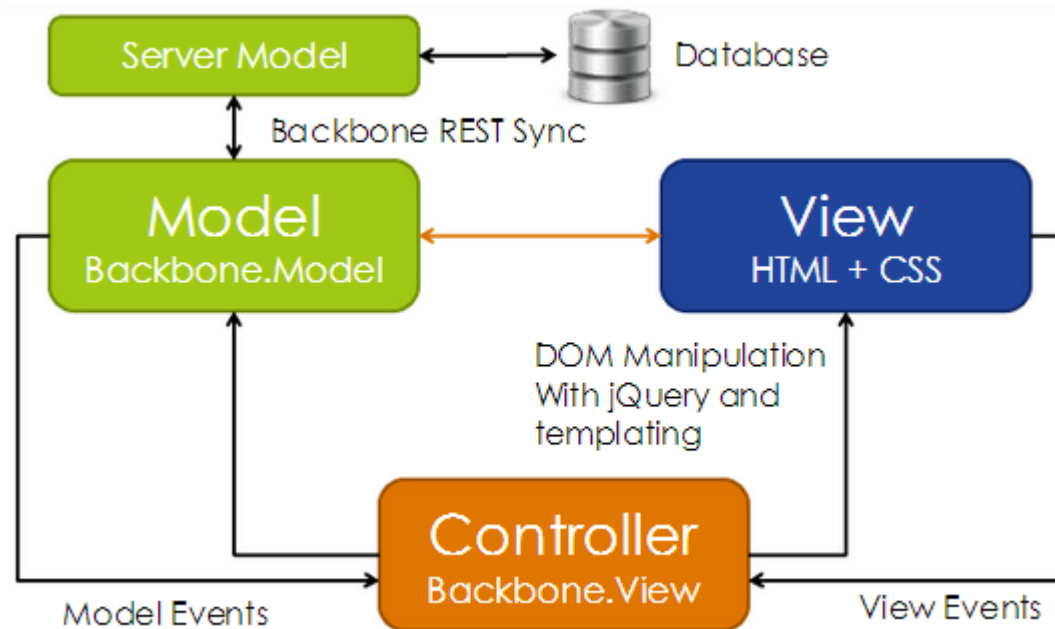 Server Model
Database
Backbone REST Sync
Model
Backbone.Model
View
HTML + CSS
DOM Manipulation
With jQuery and
templating
Controller
Backbone.View
Model Events
View Events